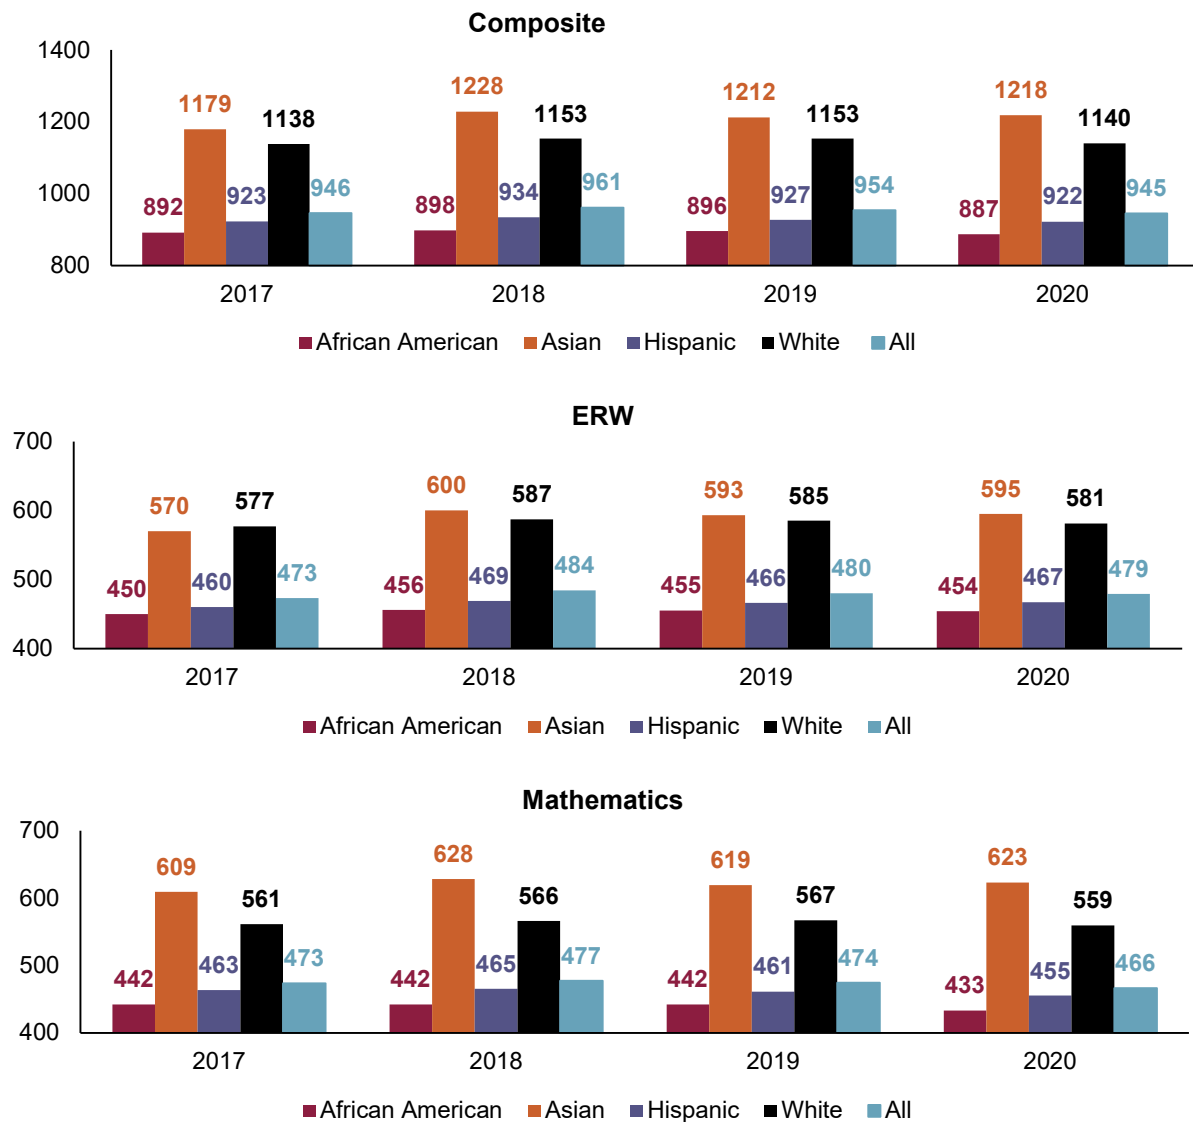 Composite
1400
1200
1000
800
892 1179 923 1138 946
898 1228 934 1153 961
896 1212 927 1153 954
887 1218 922 1140 945
2017 2018 2019 2020
African American Asian Hispanic White All
ERW
700
600
500
400
450 570 460 577 473
456 600 469 587 484
455 593 466 585 480
454 595 467 581 479
2017 2018 2019 2020
African American Asian Hispanic White All
Mathematics
700
600
500
400
442 609 463 561 473
442 628 465 566 477
442 619 461 567 474
433 623 455 559 466
2017 2018 2019 2020
African American Asian Hispanic White All